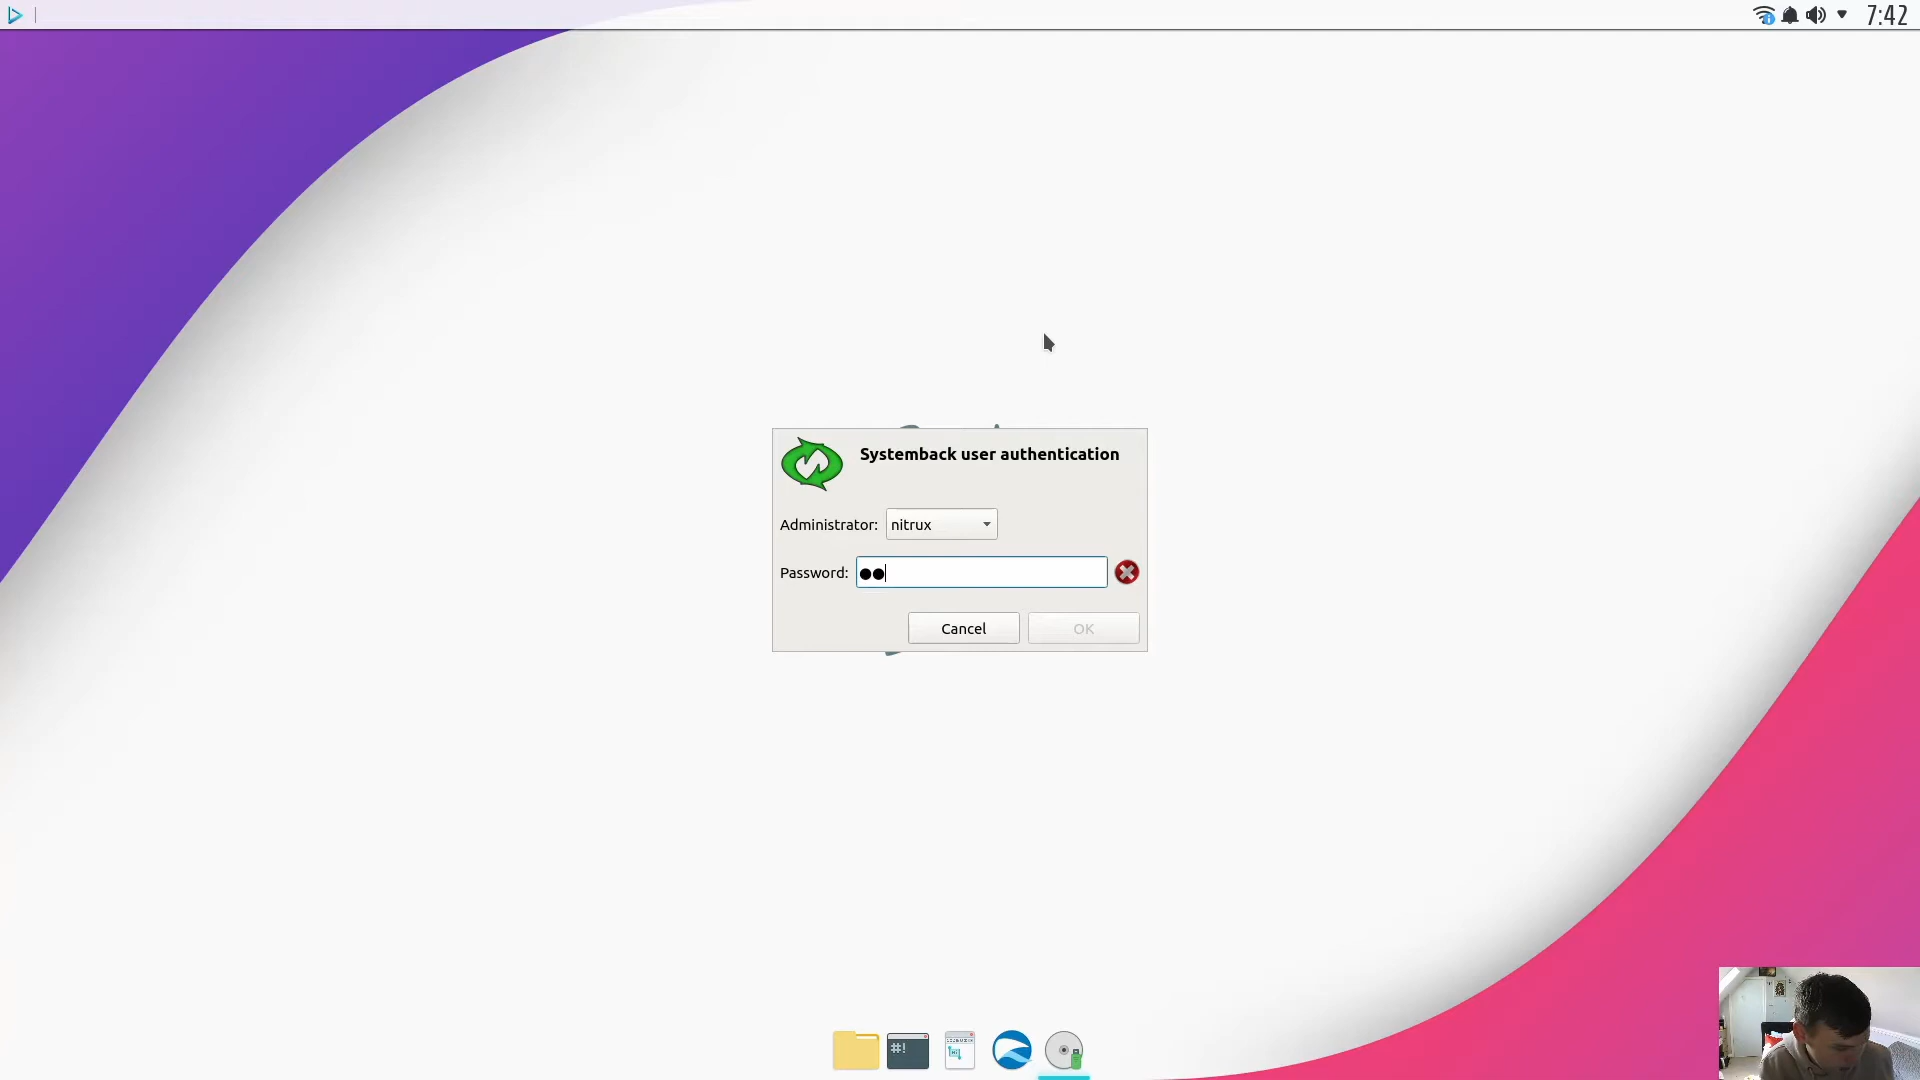 7:42
Systemback user authentication
Administrator: nitrux
Password: ●●
Cancel OK
#!